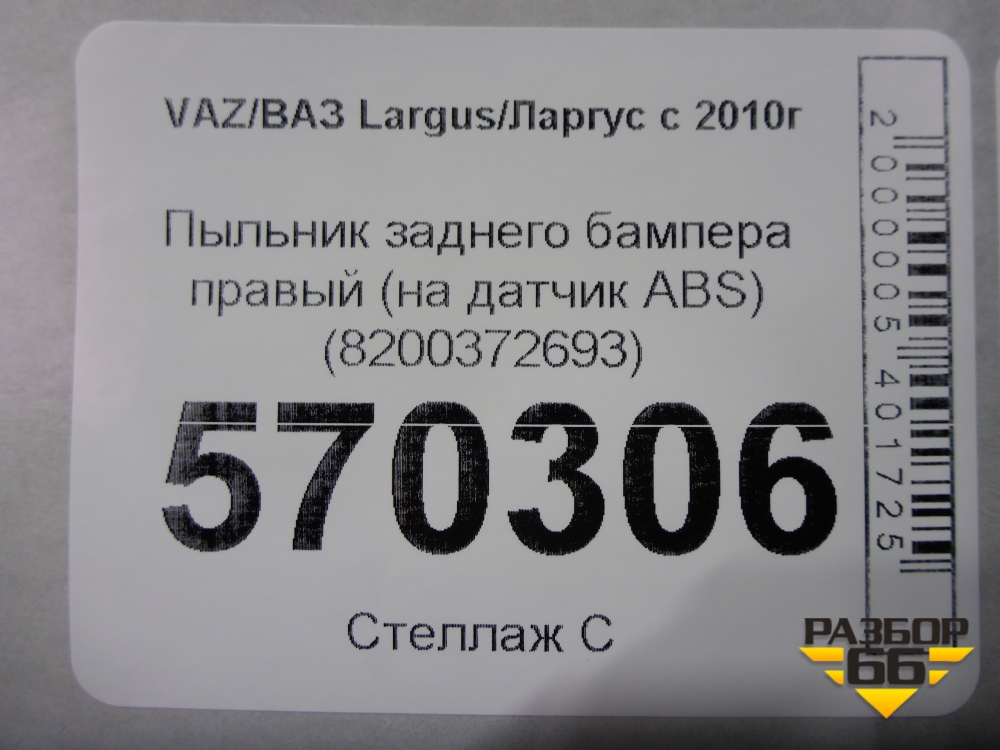 VAZ/ВАЗ Largus/Ларгус с 2010г
Пыльник заднего бампера
правый (на датчик ABS)
(8200372693)
570306
Стеллаж С
2000005401725
РАЗБОР
66